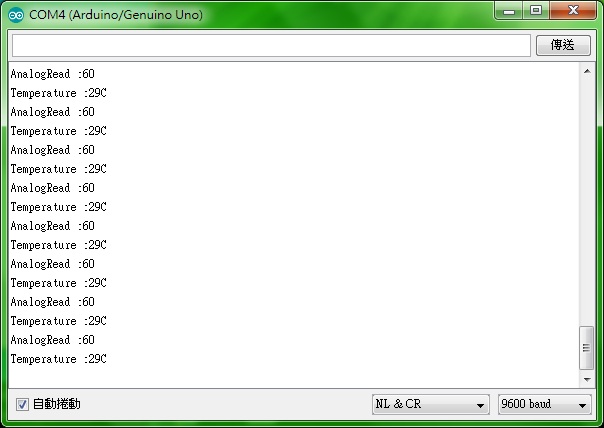 COM4 (Arduino/Genuino Uno)
傳送
AnalogRead :60
Temperature :29C
AnalogRead :60
Temperature :29C
AnalogRead :60
Temperature :29C
AnalogRead :60
Temperature :29C
AnalogRead :60
Temperature :29C
AnalogRead :60
Temperature :29C
AnalogRead :60
Temperature :29C
AnalogRead :60
Temperature :29C
自動捲動
NL & CR
9600 baud